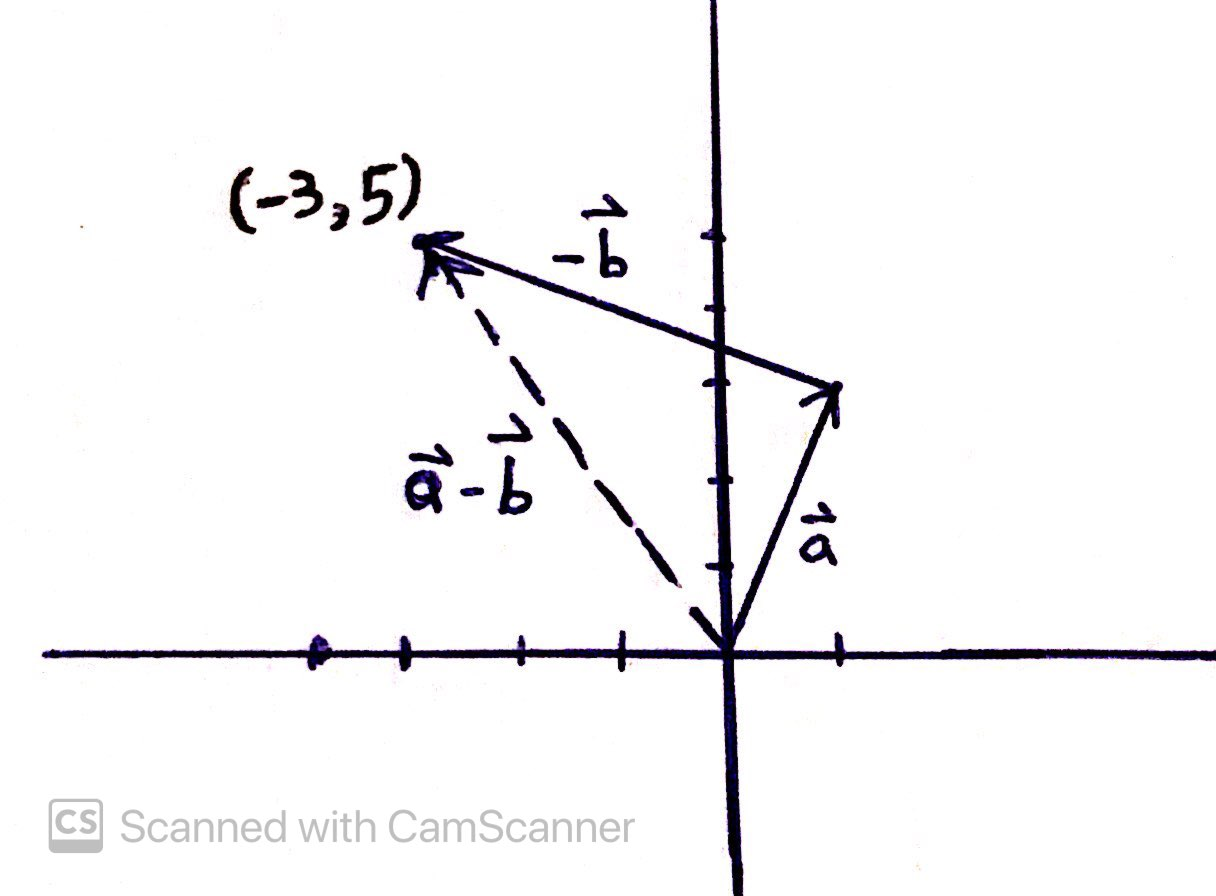 (-3,5)
-b⃗
a⃗-b⃗
a⃗
CS Scanned with CamScanner